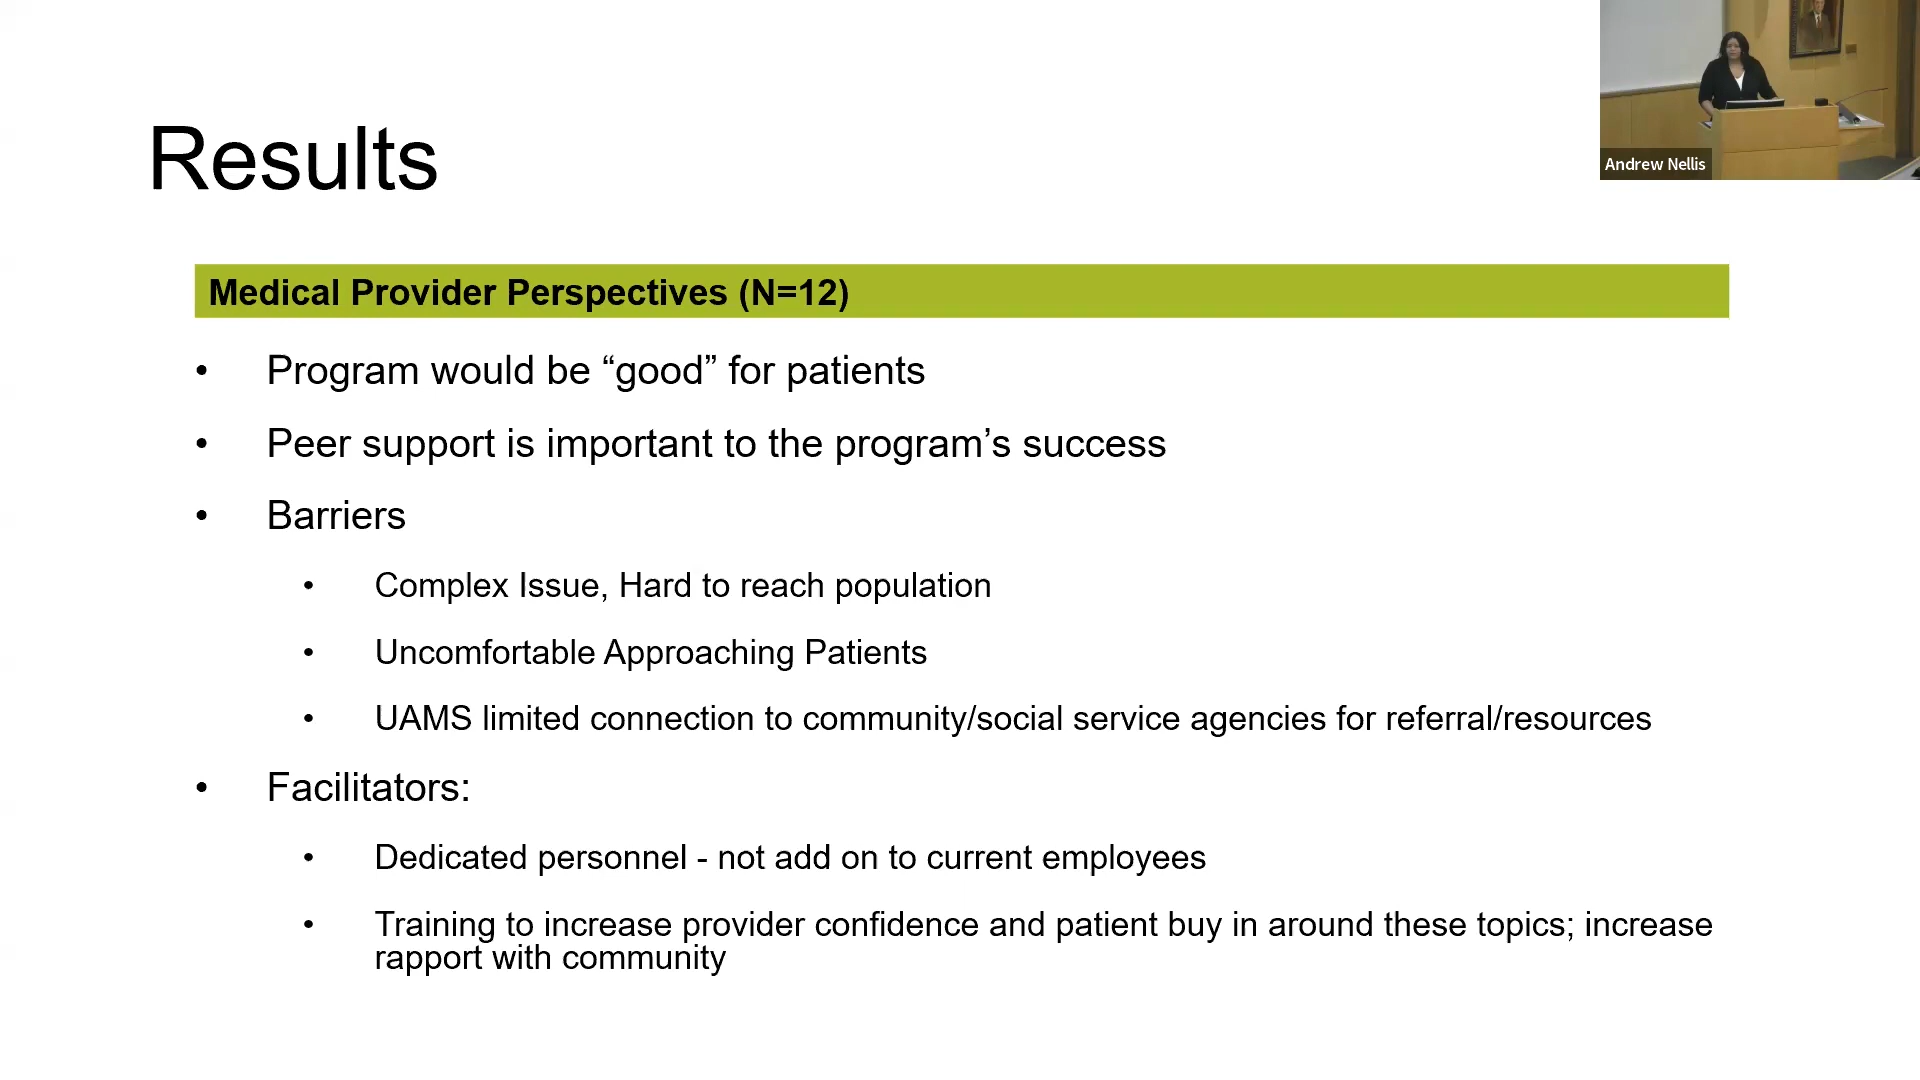 Andrew Nellis
Results
Medical Provider Perspectives (N=12)
• Program would be “good” for patients
• Peer support is important to the program’s success
• Barriers
• Complex Issue, Hard to reach population
• Uncomfortable Approaching Patients
• UAMS limited connection to community/social service agencies for referral/resources
• Facilitators:
• Dedicated personnel - not add on to current employees
• Training to increase provider confidence and patient buy in around these topics; increase
rapport with community